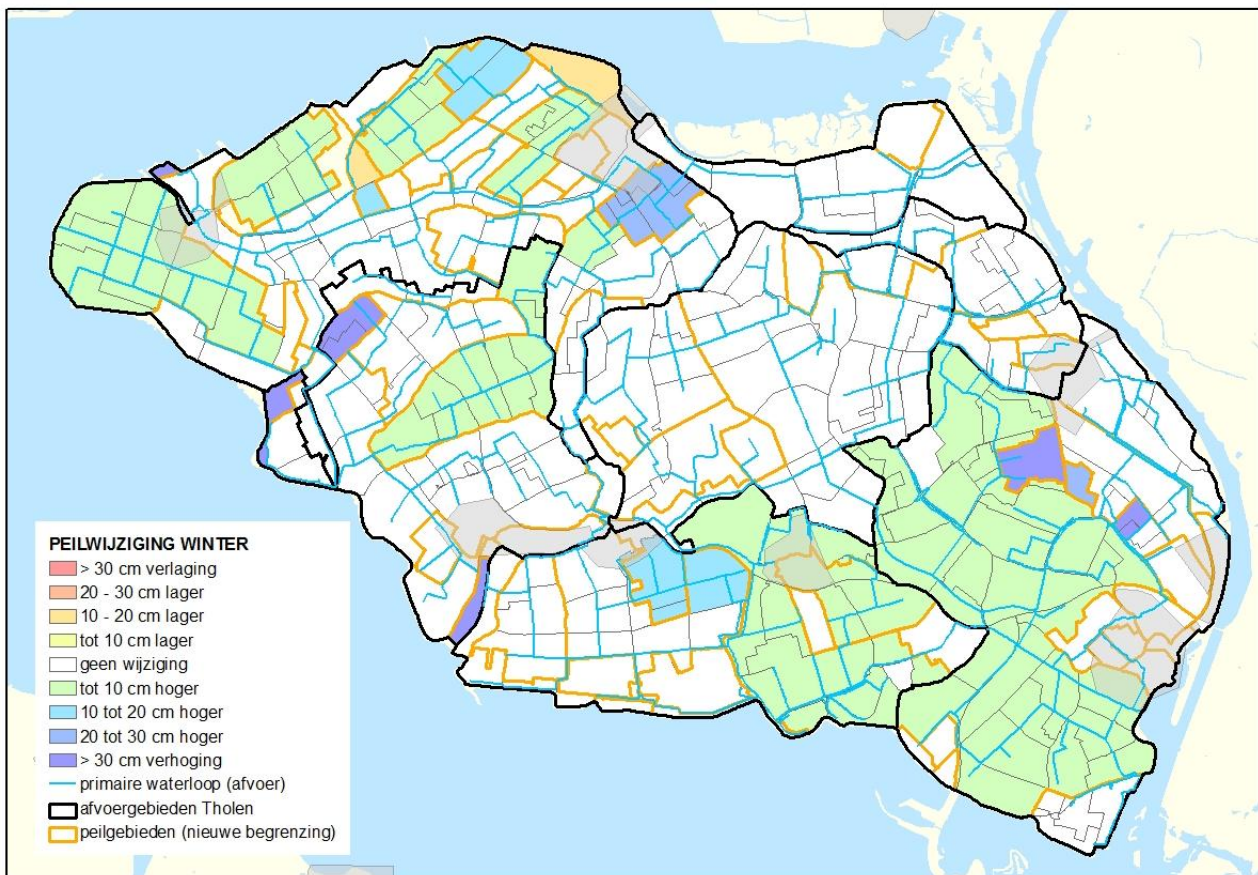 PEILWIJZIGING WINTER
> 30 cm verlaging
20 - 30 cm lager
10 - 20 cm lager
tot 10 cm lager
geen wijziging
tot 10 cm hoger
10 tot 20 cm hoger
20 tot 30 cm hoger
> 30 cm verhoging
primaire waterloop (afvoer)
afvoergebieden Tholen
peilgebieden (nieuwe begrenzing)